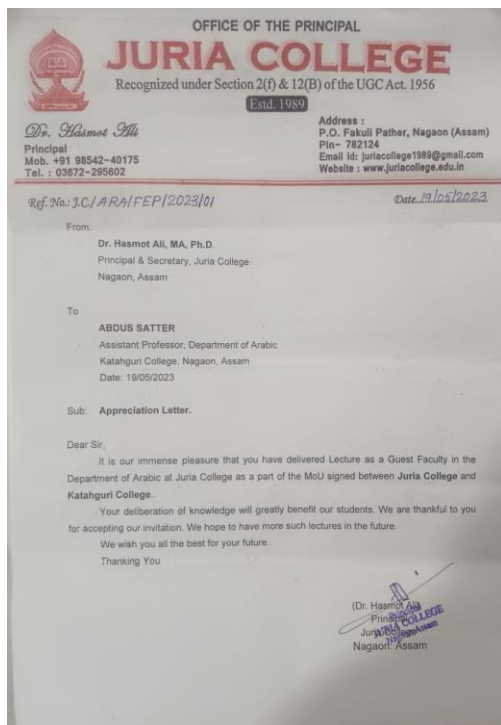 OFFICE OF THE PRINCIPAL
JURIA COLLEGE
Recognized under Section 2(f) & 12(B) of the UGC Act. 1956
Estd. 1989
Dr. Hasmot Ali
Principal
Mob. +91 98542-40175
Tel. : 03672-295602
Address :
P.O. Fakuli Pather, Nagaon (Assam)
Pin- 782124
Email id: juriacollege1989@gmail.com
Website : www.juriacollege.edu.in
Ref. No.: J.C/ARA/FEP/2023/01
Date. 19/05/2023
From
Dr. Hasmot Ali, MA, Ph.D.
Principal & Secretary, Juria College
Nagaon, Assam
To
ABDUS SATTER
Assistant Professor, Department of Arabic
Katahguri College, Nagaon, Assam
Date: 19/05/2023
Sub: Appreciation Letter.
Dear Sir,
It is our immense pleasure that you have delivered Lecture as a Guest Faculty in the
Department of Arabic at Juria College as a part of the MoU signed between Juria College and
Katahguri College..
Your deliberation of knowledge will greatly benefit our students. We are thankful to you
for accepting our invitation. We hope to have more such lectures in the future.
We wish you all the best for your future.
Thanking You
(Dr. Hasmot Ali)
Principal
Juria College
Nagaon. Assam
Principal
JURIA COLLEGE
Nagaon, Assam